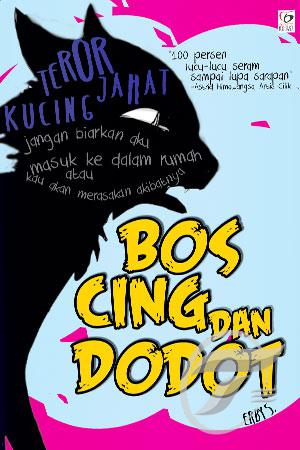 TEROR
JAHAT
KUCING
jangan biarkan aku
masuk ke dalam rumah
atau
kau akan merasakan akibatnya
"100 persen
lucu-lucu seram
sampai lupa sarapan"
BOS
CING
DAN
DODOT
ERBY S.